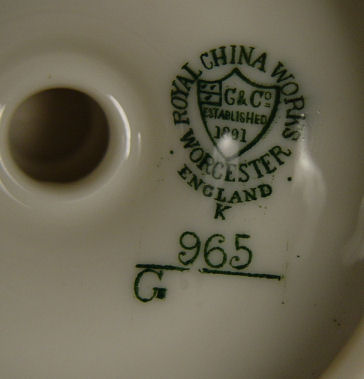 ROYAL CHINA WORKS
G & Co
ESTABLISHED
1801
WORCESTER
ENGLAND
K
965
G